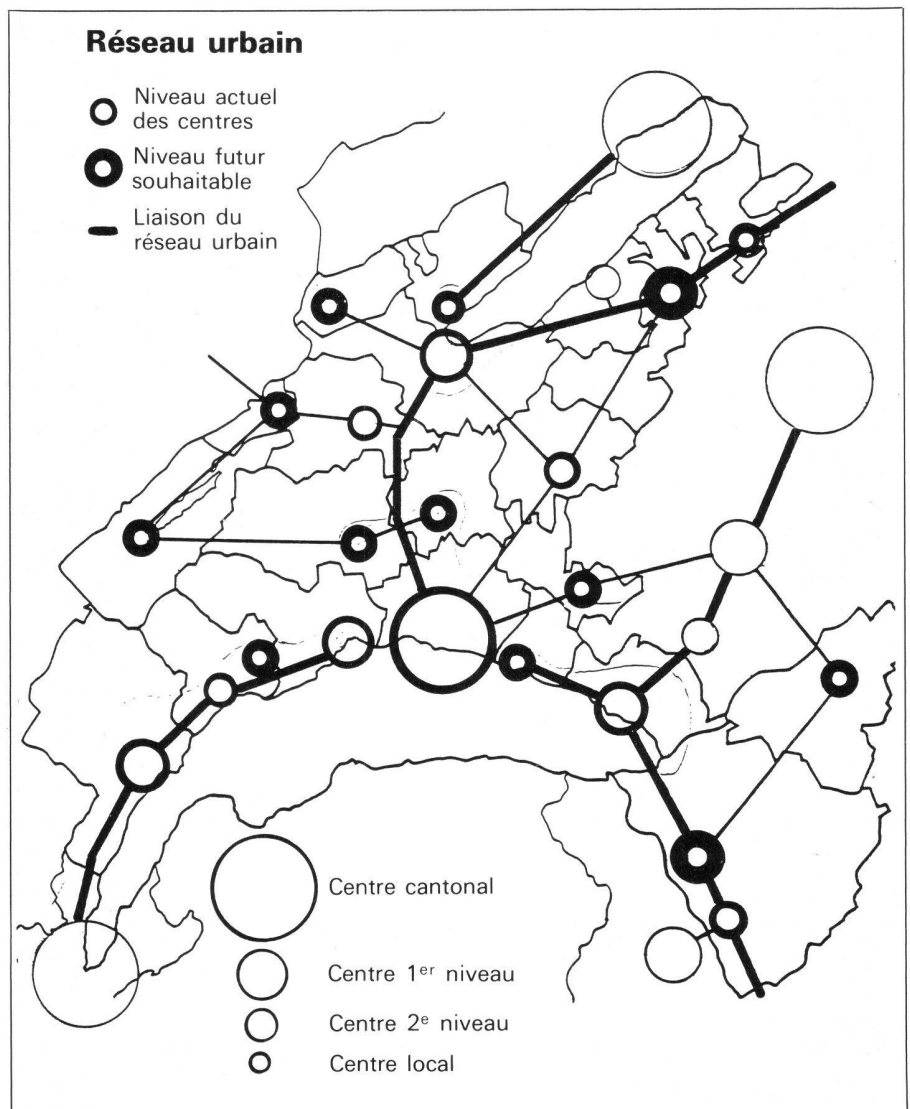 Réseau urbain
Niveau actuel
des centres
Niveau futur
souhaitable
Liaison du
réseau urbain
Centre cantonal
Centre 1er niveau
Centre 2e niveau
Centre local